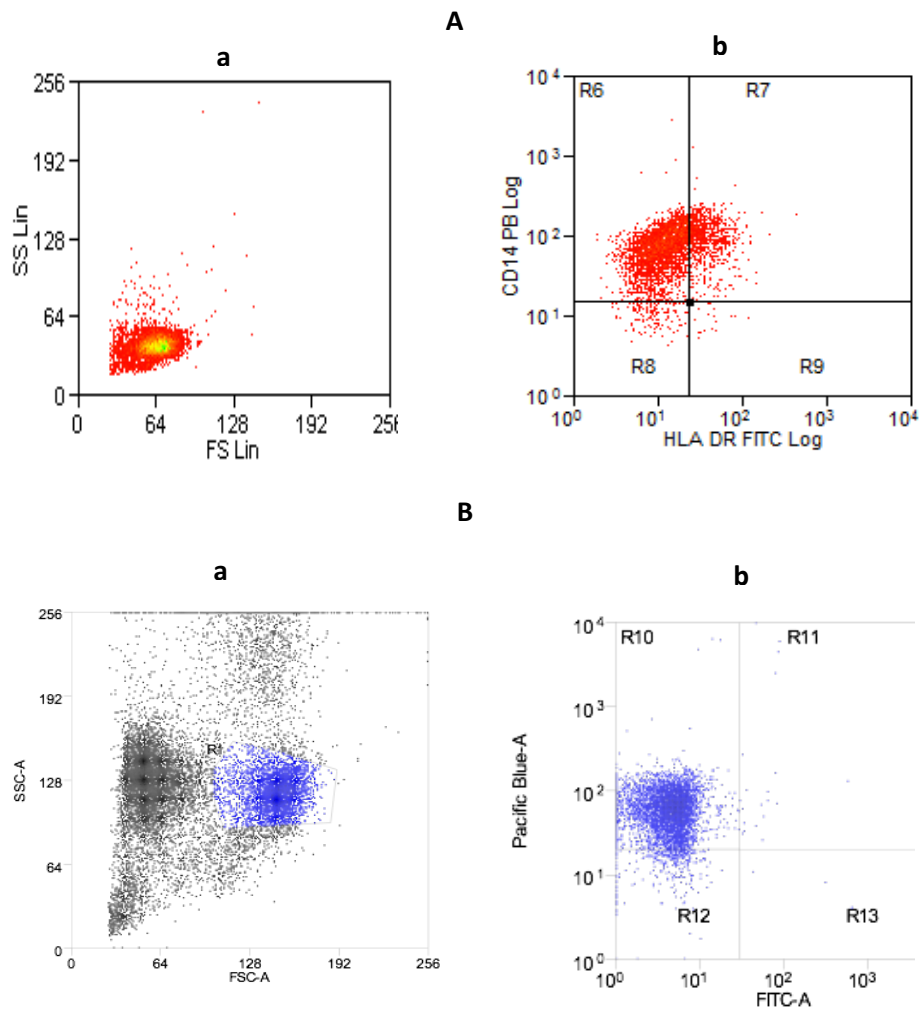 A
a
b
256
192
128
64
0
SS Lin
0 64 128 192 256
FS Lin
10^4
10^3
10^2
10^1
10^0
CD14 PB Log
R6
R7
R8
R9
10^0 10^1 10^2 10^3 10^4
HLA DR FITC Log
B
a
b
256
192
128
64
0
SSC-A
R
0 64 128 192 256
FSC-A
10^4
10^3
10^2
10^1
10^0
Pacific Blue-A
R10
R11
R12
R13
10^0 10^1 10^2 10^3
FITC-A